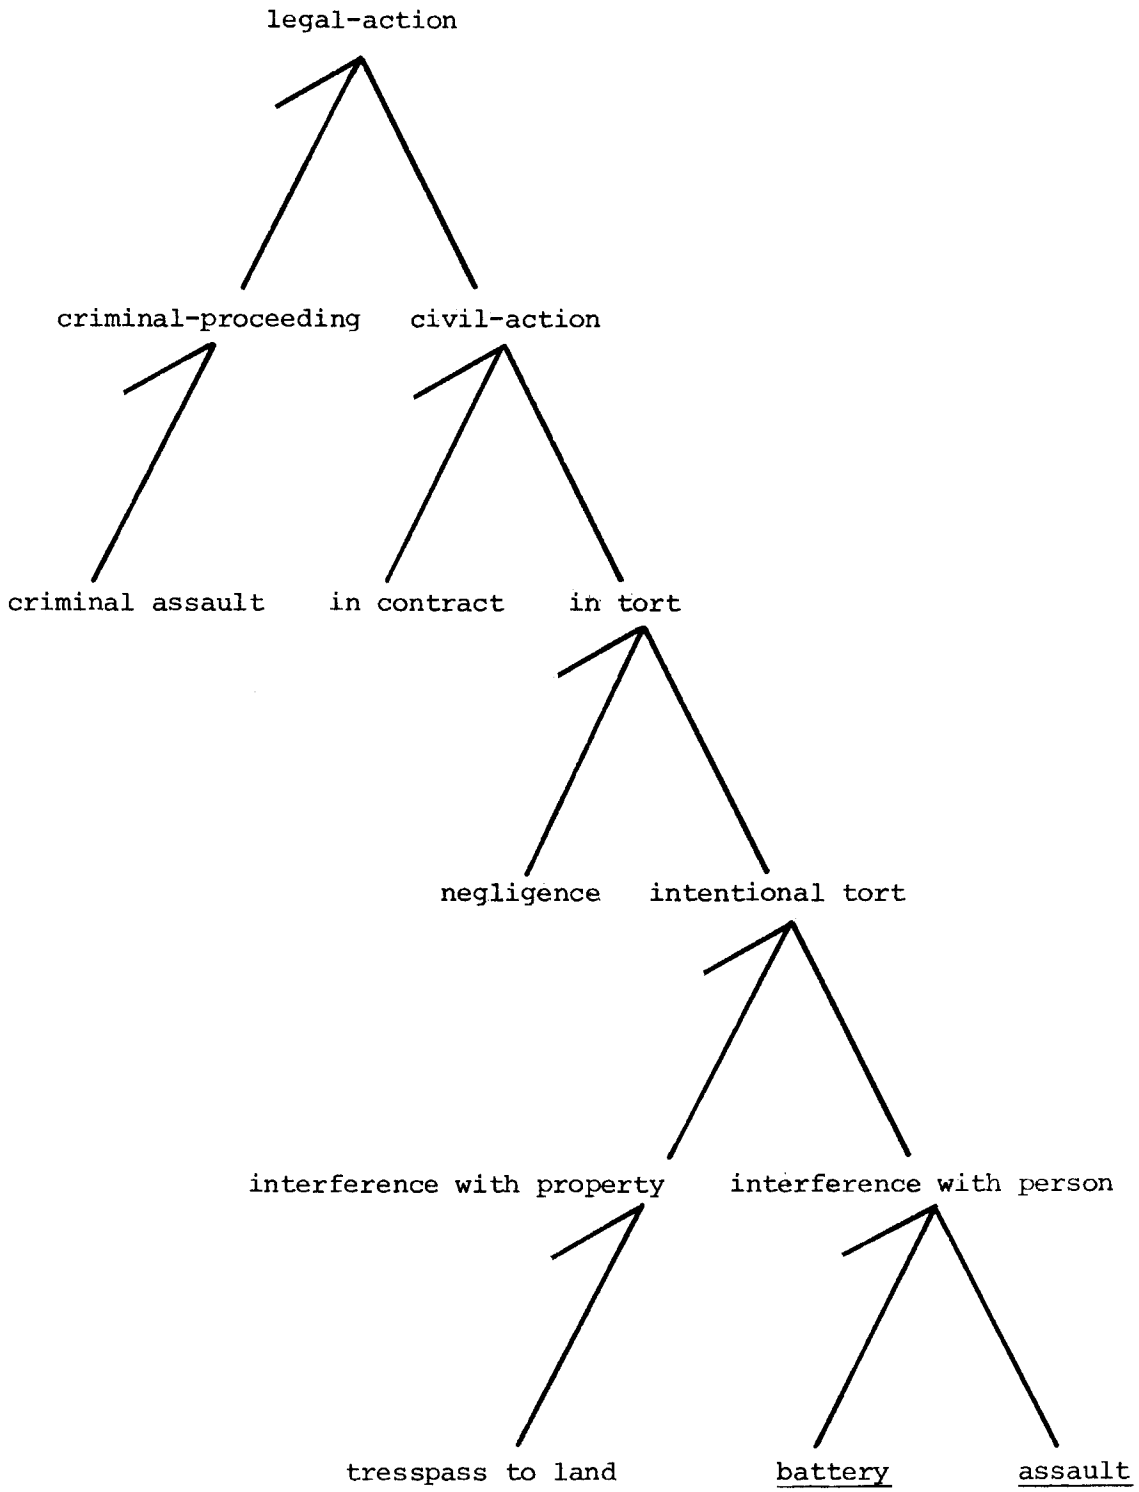 legal-action
criminal-proceeding civil-action
criminal assault in contract in tort
negligence intentional tort
interference with property interference with person
tresspass to land battery assault